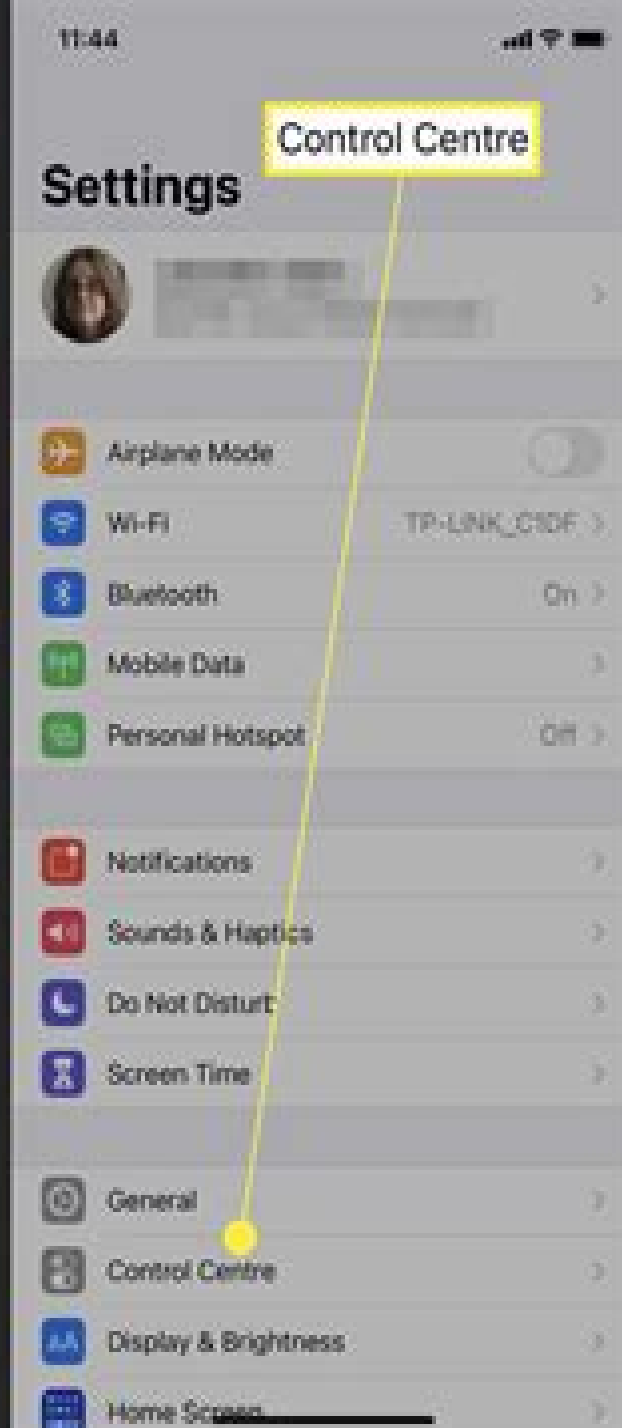 11:44
Control Centre
Settings
Airplane Mode
Wi-Fi TP-LINK_C1DF
Bluetooth On
Mobile Data
Personal Hotspot Off
Notifications
Sounds & Haptics
Do Not Disturb
Screen Time
General
Control Centre
Display & Brightness
AA
Home Screen